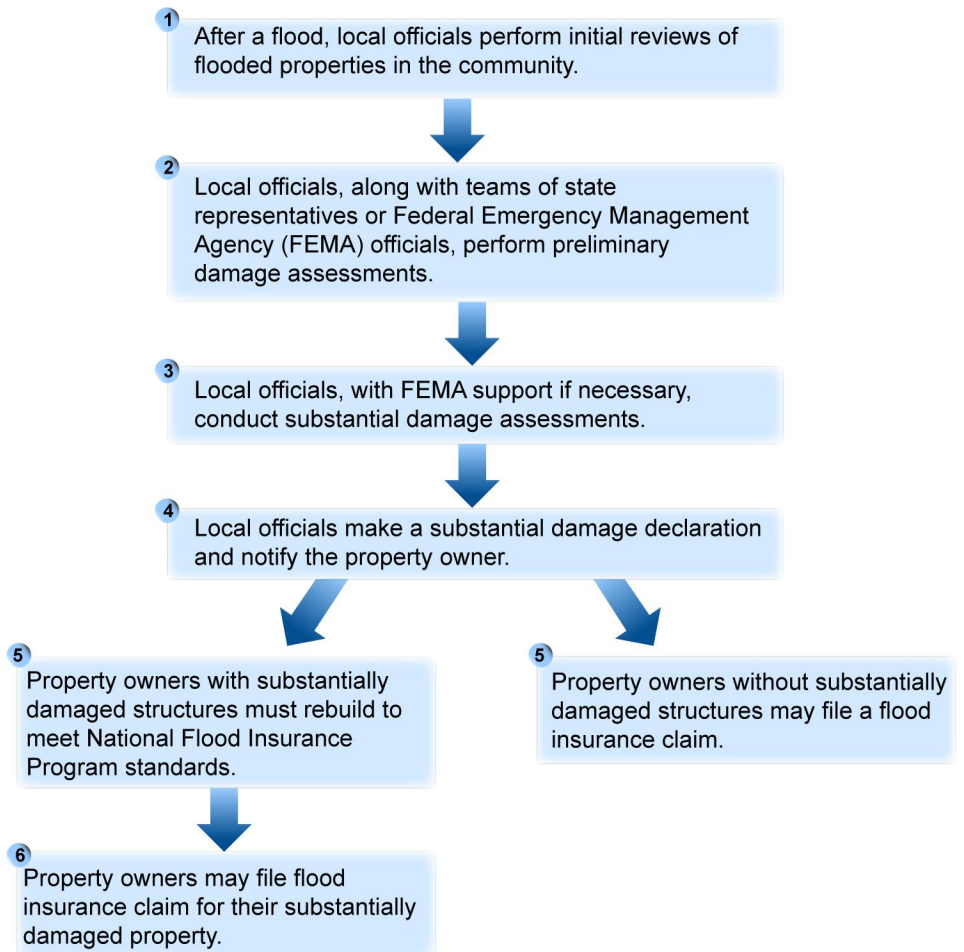 1
After a flood, local officials perform initial reviews of
flooded properties in the community.
2
Local officials, along with teams of state
representatives or Federal Emergency Management
Agency (FEMA) officials, perform preliminary
damage assessments.
3
Local officials, with FEMA support if necessary,
conduct substantial damage assessments.
4
Local officials make a substantial damage declaration
and notify the property owner.
5
Property owners with substantially
damaged structures must rebuild to
meet National Flood Insurance
Program standards.
5
Property owners without substantially
damaged structures may file a flood
insurance claim.
6
Property owners may file flood
insurance claim for their substantially
damaged property.